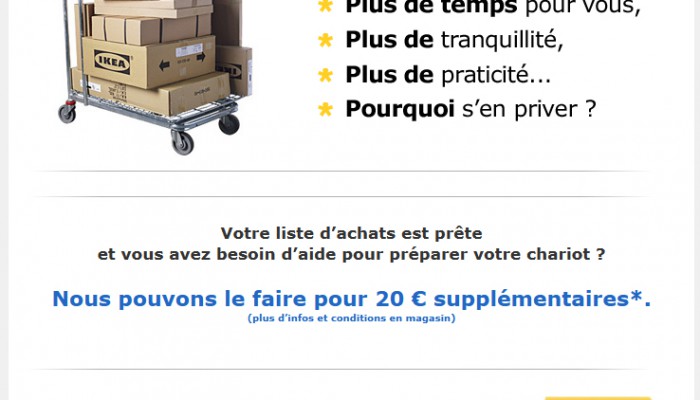 Plus de temps pour vous,
Plus de tranquillité,
Plus de praticité...
Pourquoi s'en priver ?
IKEA
Votre liste d'achats est prête
et vous avez besoin d'aide pour préparer votre chariot ?
Nous pouvons le faire pour 20 € supplémentaires*.
(plus d'infos et conditions en magasin)